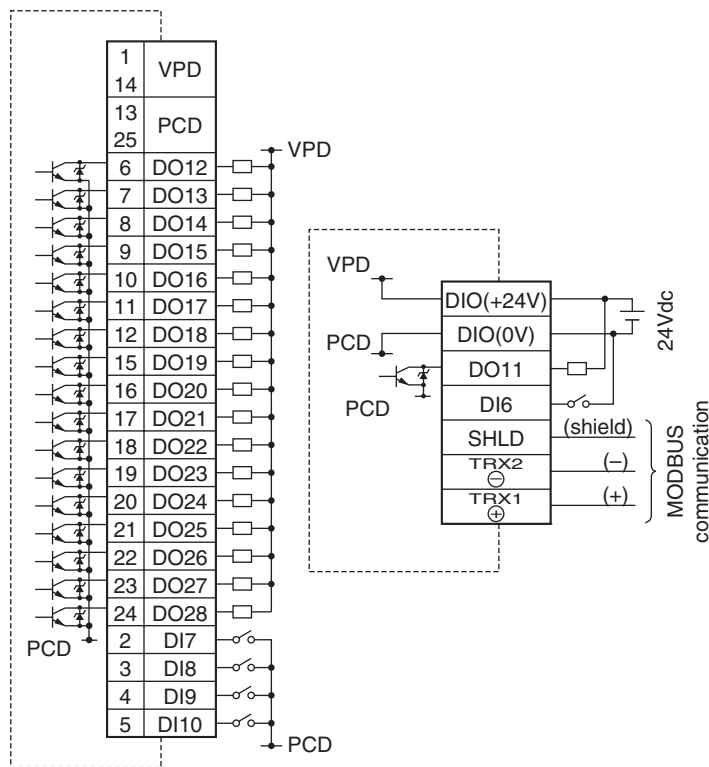 1
14 VPD
13
25 PCD
VPD
6 DO12
7 DO13
8 DO14
9 DO15
10 DO16
11 DO17
12 DO18
15 DO19
16 DO20
17 DO21
18 DO22
19 DO23
20 DO24
21 DO25
22 DO26
23 DO27
24 DO28
PCD
2 DI7
3 DI8
4 DI9
5 DI10
PCD
VPD
DIO(+24V)
PCD
DIO(0V)
24Vdc
DO11
PCD
DI6
SHLD (shield)
TRX2 (–)
⊖
TRX1 (+)
⊕
MODBUS
communication